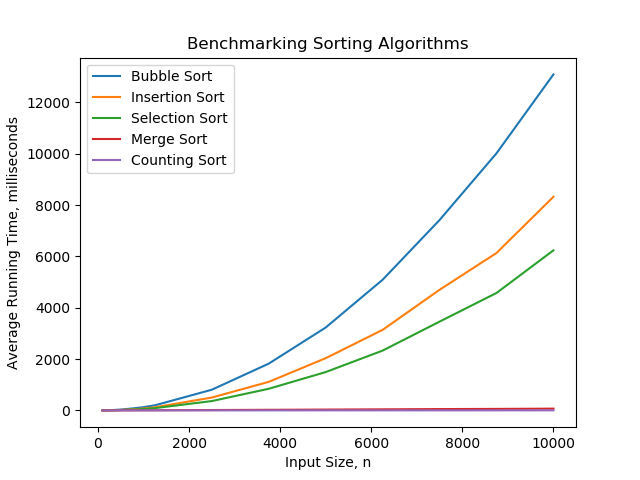 Benchmarking Sorting Algorithms
Bubble Sort
Insertion Sort
Selection Sort
Merge Sort
Counting Sort
Average Running Time, milliseconds
12000
10000
8000
6000
4000
2000
0
0 2000 4000 6000 8000 10000
Input Size, n